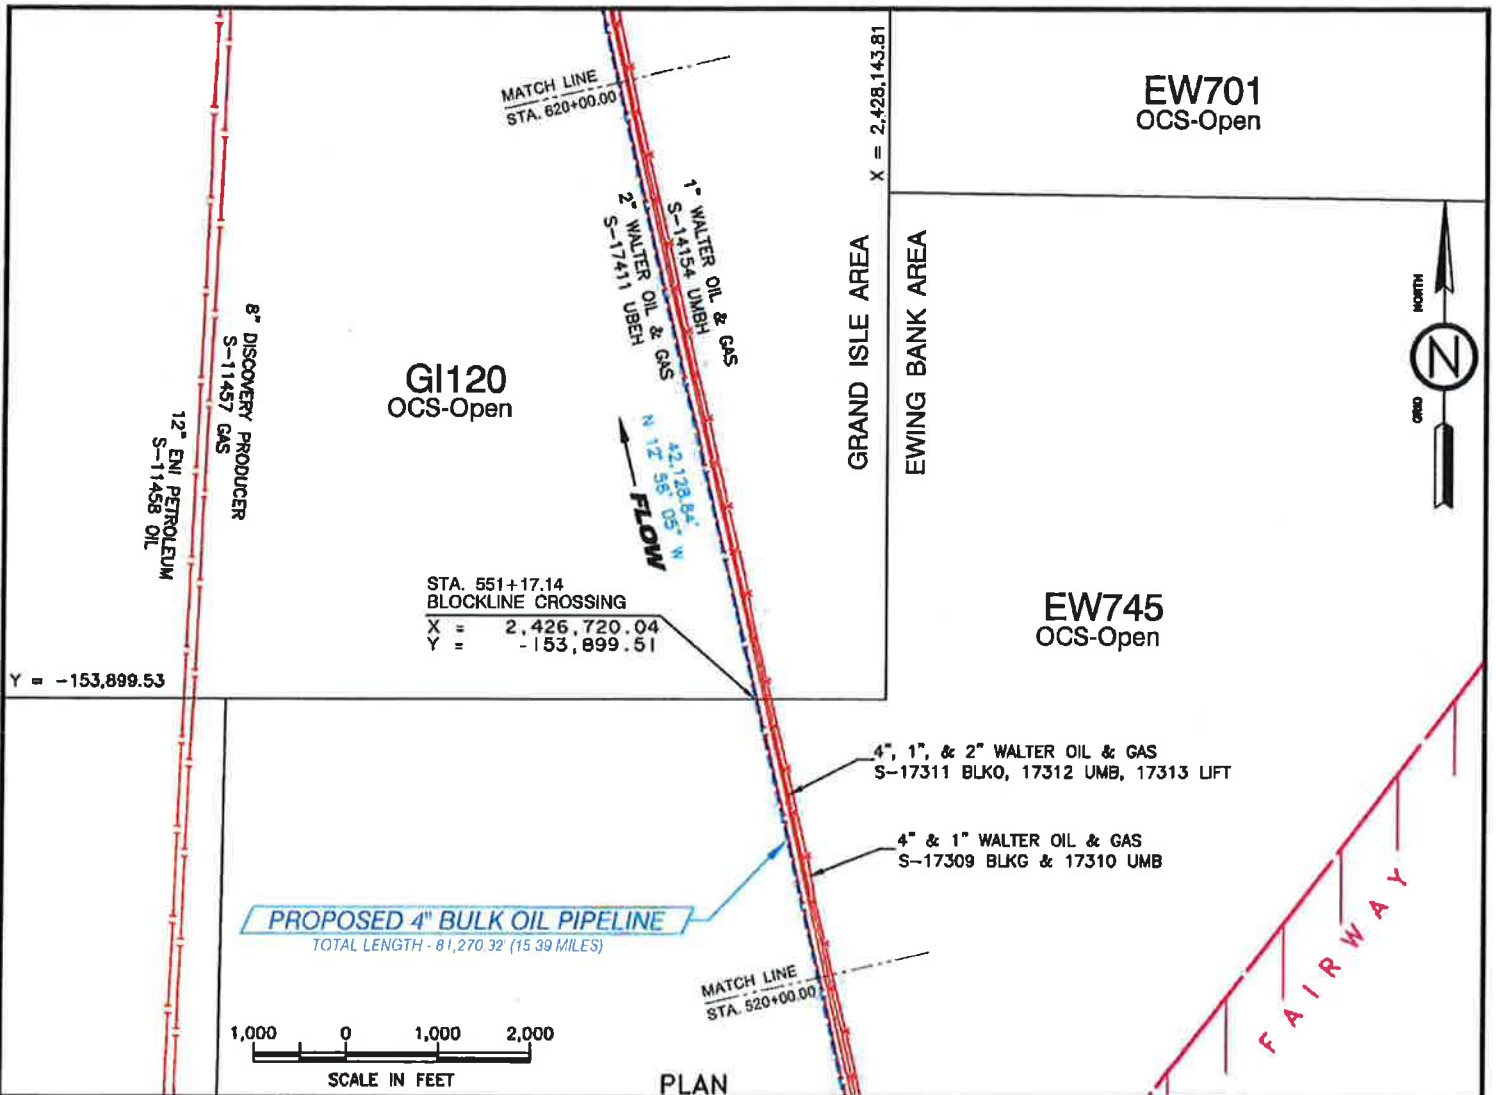 MATCH LINE
STA. 620+00.00
X = 2,428,143.81
EW701
OCS-Open
1" WALTER OIL & GAS
S-14154 UMBH
2" WALTER OIL & GAS
S-17411 UBEH
GRAND ISLE AREA
EWING BANK AREA
NORTH
N
GRID
8" DISCOVERY PRODUCER
S-11457 GAS
12" ENI PETROLEUM
S-11458 OIL
GI120
OCS-Open
42,128.84'
N 12° 56' 05" W
FLOW
STA. 551+17.14
BLOCKLINE CROSSING
X = 2,426,720.04
Y = -153,899.51
EW745
OCS-Open
Y = -153,899.53
4", 1", & 2" WALTER OIL & GAS
S-17311 BLKO, 17312 UMB, 17313 LIFT
4" & 1" WALTER OIL & GAS
S-17309 BLKG & 17310 UMB
PROPOSED 4" BULK OIL PIPELINE
TOTAL LENGTH - 81,270.32' (15.39 MILES)
MATCH LINE
STA. 520+00.00
FAIRWAY
1,000 0 1,000 2,000
SCALE IN FEET
PLAN